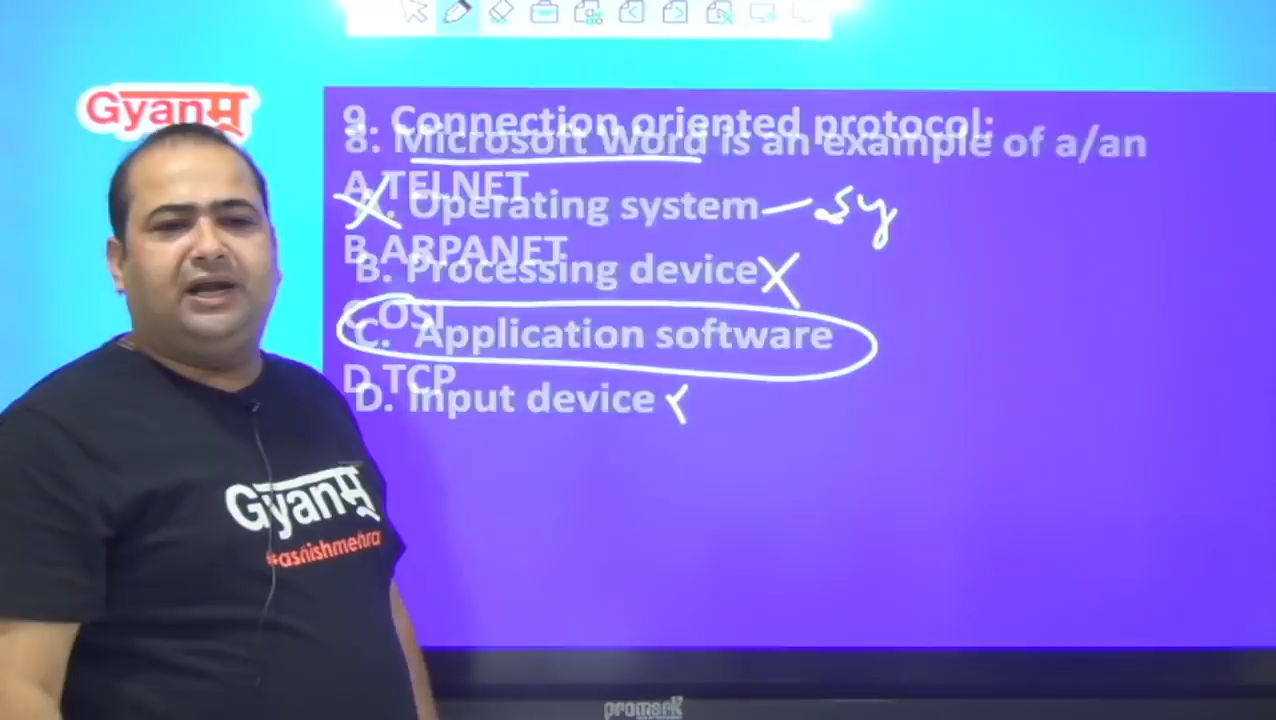 Gyanम्
9. Connection oriented protocol:
8: Microsoft Word is an example of a/an
A.TELNET
A. Operating system – sy
B.ARPANET
B. Processing device X
C.OSI
C. Application software
D.TCP
D. Input device
Gyanम्
#ashishmehra
promark